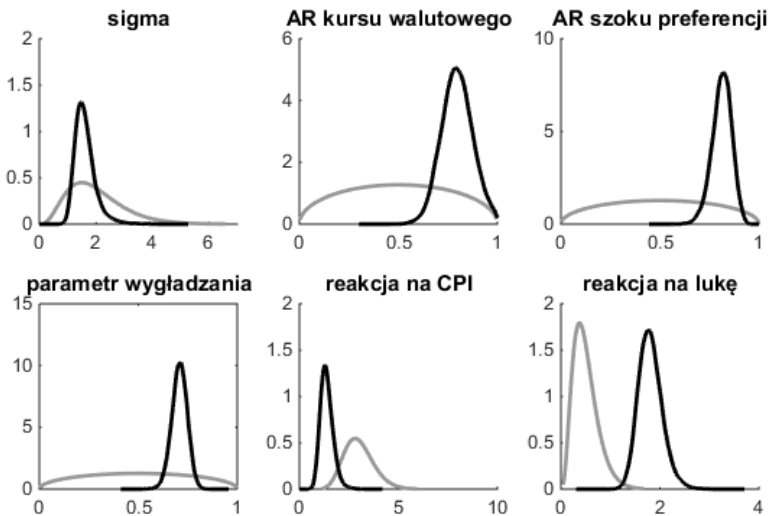 sigma
2
1.5
1
0.5
0
0 2 4 6
AR kursu walutowego
6
4
2
0
0 0.5 1
AR szoku preferencji
10
5
0
0 0.5 1
parametr wygładzania
15
10
5
0
0 0.5 1
reakcja na CPI
2
1.5
1
0.5
0
0 5 10
reakcja na lukę
2
1.5
1
0.5
0
0 2 4